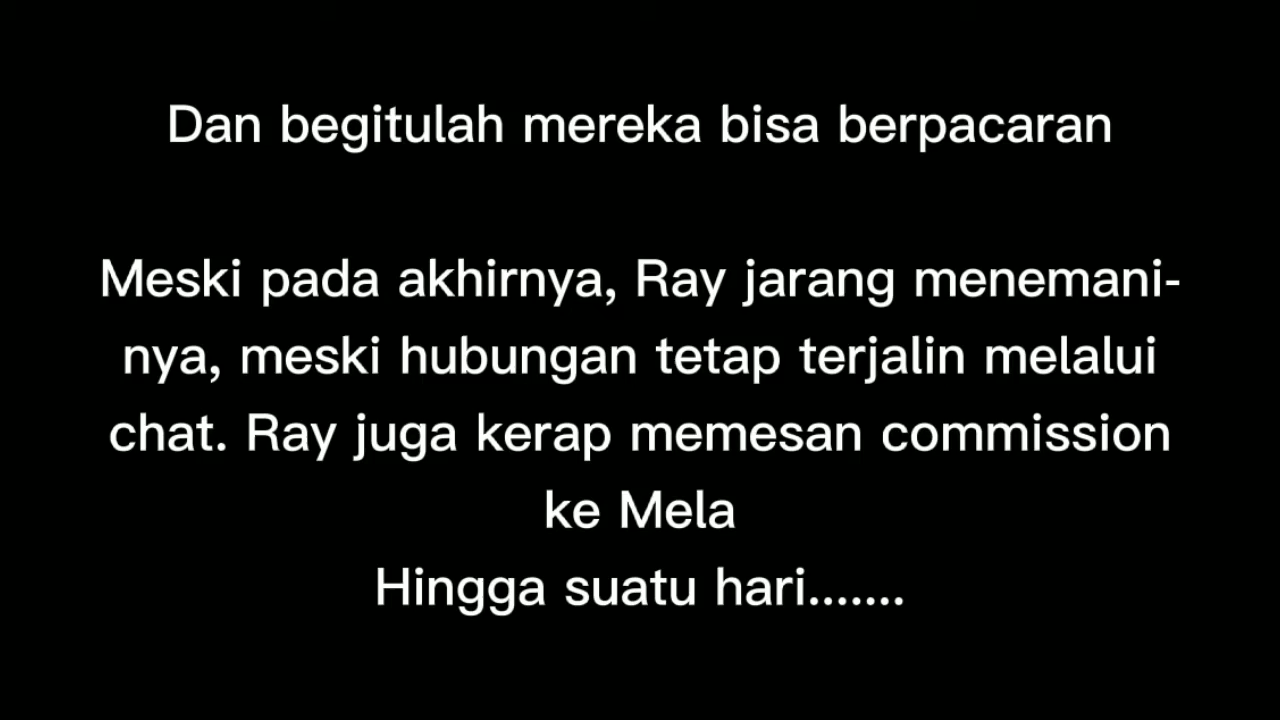 Dan begitulah mereka bisa berpacaran
Meski pada akhirnya, Ray jarang menemani-
nya, meski hubungan tetap terjalin melalui
chat. Ray juga kerap memesan commission
ke Mela
Hingga suatu hari.......